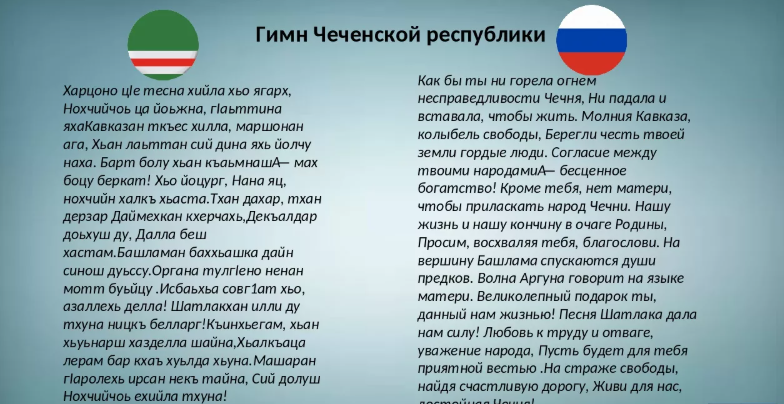 Гимн Чеченской республики
Харцоно цӏе тесна хийла хьо ягарх,
Нохчийчоь ца йоьжна, гӏаьттина
яхаКавказан ткъес хилла, маршонан
ага, Хьан лаьттан сий дина яхь йолчу
наха. Барт болу хьан къаьмнашА— мах
боцу беркат! Хьо йоцург, Нана яц,
нохчийн халкъ хьаста.Тхан дахар, тхан
дерзар Даймехкан кхерчахь,Декъалдар
доьхуш ду, Далла беш
хастам.Башламан баххьашка дайн
синош дуьссу.Органа тулгӏено ненан
мотт буьйцу .Исбаьхьа совг1ат хьо,
азаллехь делла! Шатлакхан илли ду
тхуна ницкъ белларг!Къинхьегам, хьан
хьуьнарш хазделла шайна,Хьалкъаца
лерам бар кхаъ хуьлда хьуна.Машаран
гӏаролехь ирсан некъ тайна, Сий долуш
Нохчийчоь ехийла тхуна!
Как бы ты ни горела огнем
несправедливости Чечня, Ни падала и
вставала, чтобы жить. Молния Кавказа,
колыбель свободы, Берегли честь твоей
земли гордые люди. Согласие между
твоими народамиА— бесценное
богатство! Кроме тебя, нет матери,
чтобы приласкать народ Чечни. Нашу
жизнь и нашу кончину в очаге Родины,
Просим, восхваляя тебя, благослови. На
вершину Башлама спускаются души
предков. Волна Аргуна говорит на языке
матери. Великолепный подарок ты,
данный нам жизнью! Песня Шатлака дала
нам силу! Любовь к труду и отваге,
уважение народа, Пусть будет для тебя
приятной вестью .На страже свободы,
найдя счастливую дорогу, Живи для нас,
достойная Чечня!